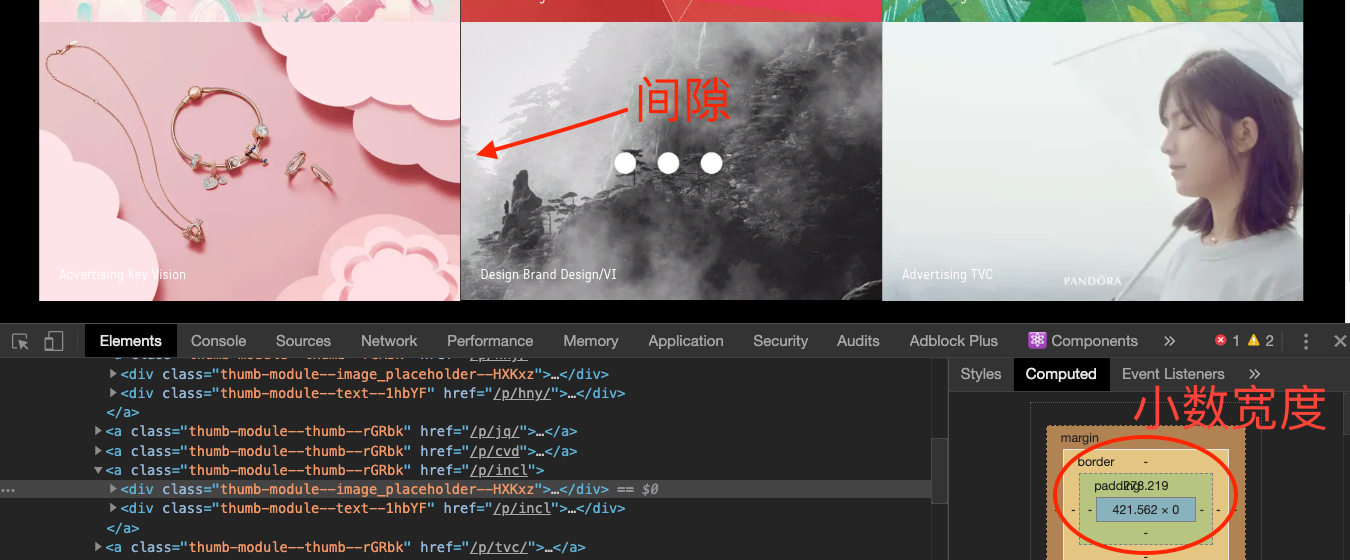 间隙
Advertising Key Vision
Design Brand Design/VI
Advertising TVC
PANDÖRA
Elements Console Sources Network Performance Memory Application Security Audits Adblock Plus Components » 1 2
<div class="thumb-module--image_placeholder--HXKxz">…</div>
<div class="thumb-module--text--1hbYF" href="/p/hny/">…</div>
</a>
<a class="thumb-module--thumb--rGRbk" href="/p/jq/">…</a>
<a class="thumb-module--thumb--rGRbk" href="/p/cvd">…</a>
<a class="thumb-module--thumb--rGRbk" href="/p/incl">
<div class="thumb-module--image_placeholder--HXKxz">…</div> == $0
<div class="thumb-module--text--1hbYF" href="/p/incl">…</div>
</a>
<a class="thumb-module--thumb--rGRbk" href="/p/tvc/">…</a>
Styles Computed Event Listeners »
小数宽度
margin
border -
padding 278.219
- - - 421.562 × 0 - - -
-
-